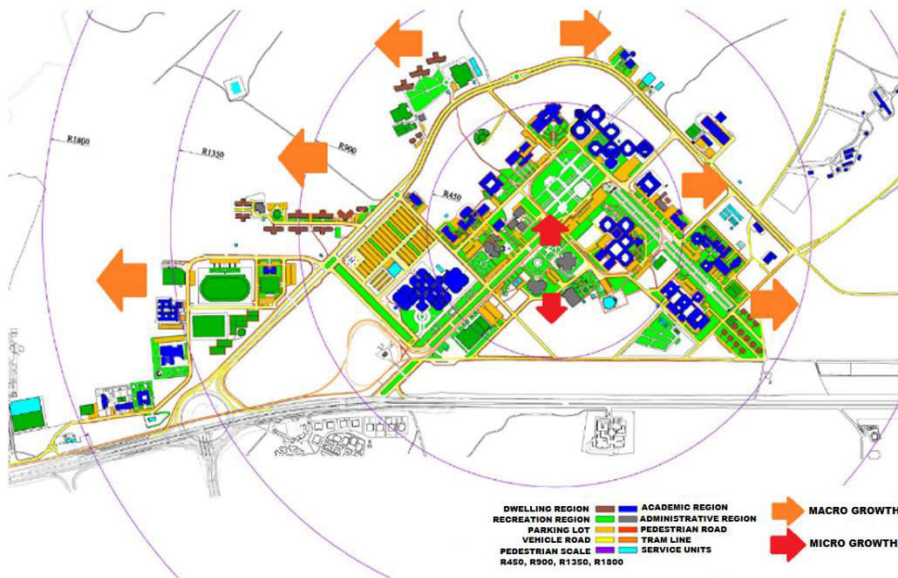 R1800
R1350
R900
R450
DWELLING REGION ACADEMIC REGION
RECREATION REGION ADMINISTRATIVE REGION
PARKING LOT PEDESTRIAN ROAD
VEHICLE ROAD TRAM LINE
PEDESTRIAN SCALE SERVICE UNITS
R450, R900, R1350, R1800
MACRO GROWTH
MICRO GROWTH